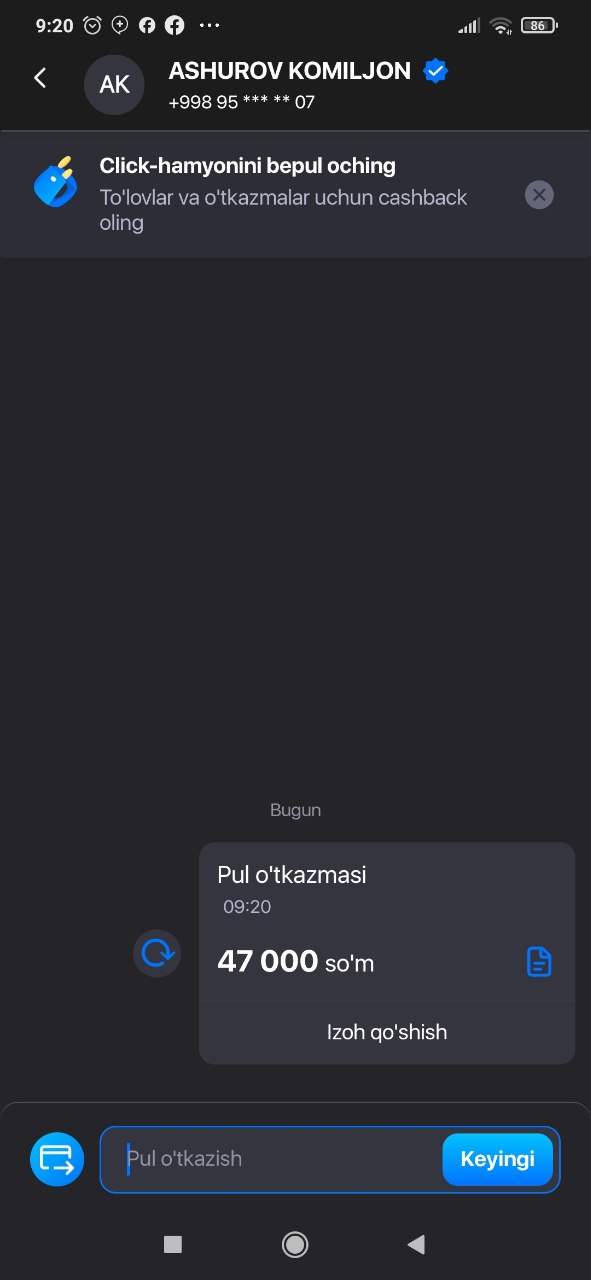 9:20
86
AK
ASHUROV KOMILJON
+998 95 *** ** 07
Click-hamyonini bepul oching
To'lovlar va o'tkazmalar uchun cashback
oling
Bugun
Pul o'tkazmasi
09:20
47 000 so'm
Izoh qo'shish
Pul o'tkazish
Keyingi